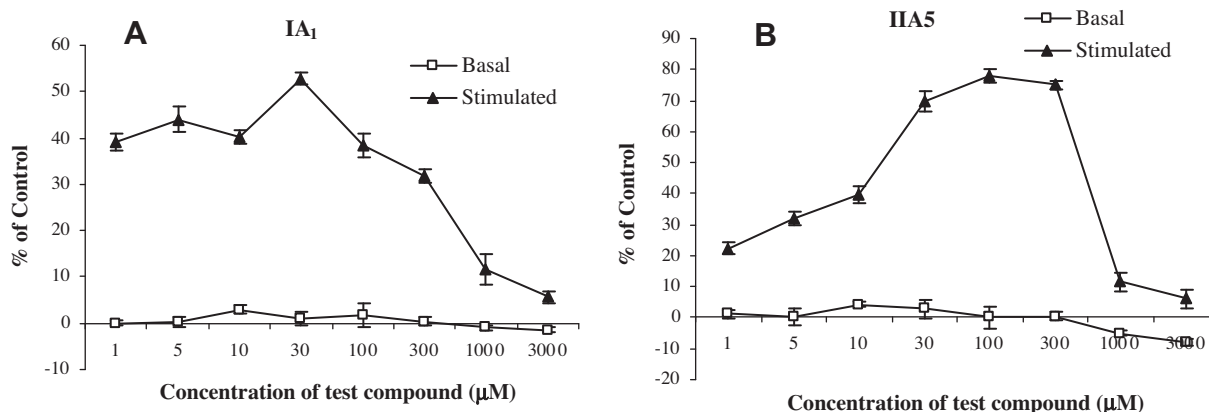 A
IA₁
Basal
Stimulated
% of Control
60
50
40
30
20
10
0
-10
1 5 10 30 100 300 1000 3000
Concentration of test compound (μM)
B
IIA5
Basal
Stimulated
% of Control
90
80
70
60
50
40
30
20
10
0
-10
-20
1 5 10 30 100 300 1000 3000
Concentration of test compound (μM)